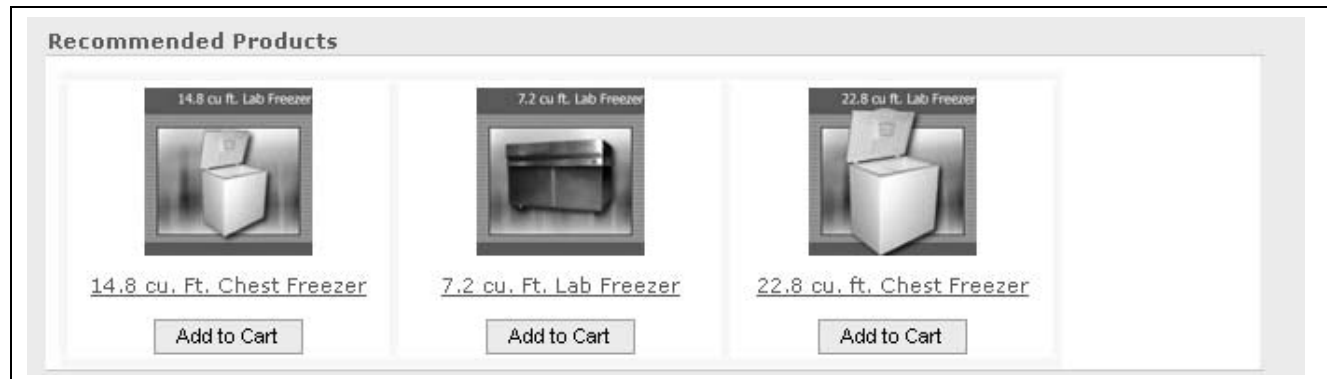 Recommended Products
14.8 cu ft. Lab Freezer
7.2 cu ft. Lab Freezer
22.8 cu ft. Lab Freezer
14.8 cu. Ft. Chest Freezer
7.2 cu. Ft. Lab Freezer
22.8 cu. ft. Chest Freezer
Add to Cart
Add to Cart
Add to Cart